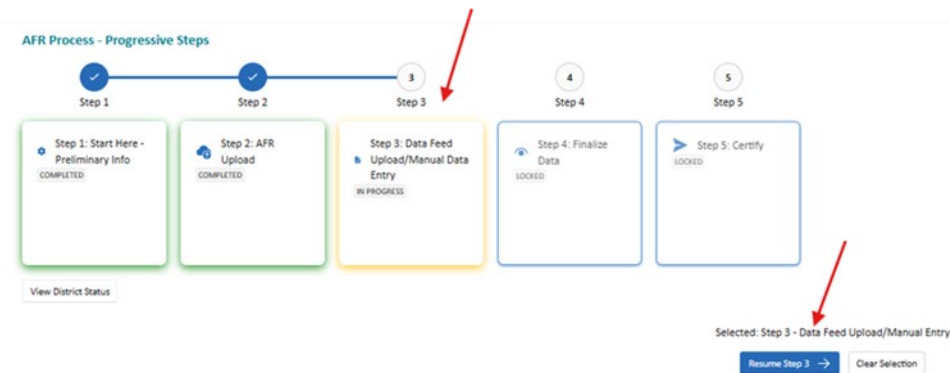 AFR Process - Progressive Steps
3
4
5
Step 1
Step 2
Step 3
Step 4
Step 5
Step 1: Start Here -
Preliminary Info
COMPLETED
Step 2: AFR
Upload
COMPLETED
Step 3: Data Feed
Upload/Manual Data
Entry
IN PROGRESS
Step 4: Finalize
Data
LOCKED
Step 5: Certify
LOCKED
View District Status
Selected: Step 3 - Data Feed Upload/Manual Entry
Resume Step 3
Clear Selection